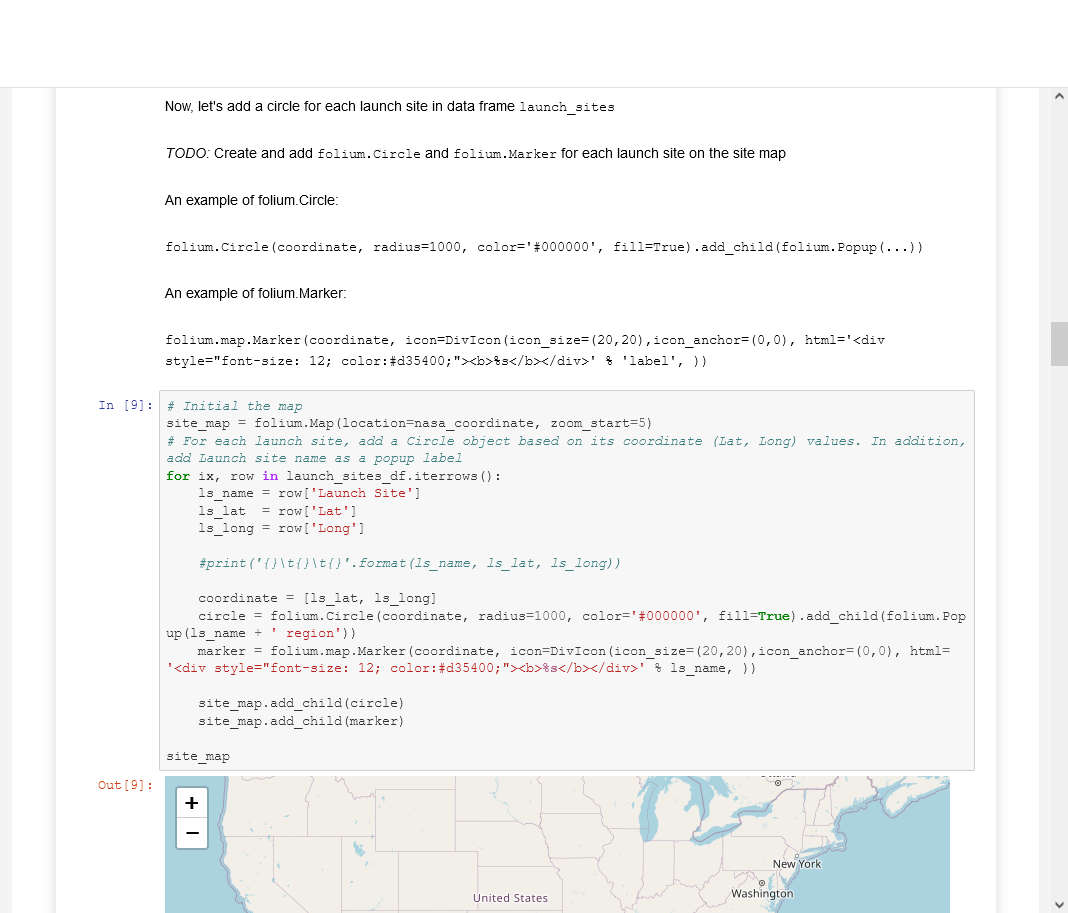 Now, let's add a circle for each launch site in data frame launch_sites
TODO: Create and add folium.Circle and folium.Marker for each launch site on the site map
An example of folium.Circle:
folium.Circle(coordinate, radius=1000, color='#000000', fill=True).add_child(folium.Popup(...))
An example of folium.Marker:
folium.map.Marker(coordinate, icon=DivIcon(icon_size=(20,20),icon_anchor=(0,0), html='<div
style="font-size: 12; color:#d35400;"><b>%s</b></div>' % 'label', ))
In [9]:
# Initial the map
site_map = folium.Map(location=nasa_coordinate, zoom_start=5)
# For each launch site, add a Circle object based on its coordinate (Lat, Long) values. In addition,
add Launch site name as a popup label
for ix, row in launch_sites_df.iterrows():
    ls_name = row['Launch Site']
    ls_lat  = row['Lat']
    ls_long = row['Long']
    #print('{}\t{}\t{}'.format(ls_name, ls_lat, ls_long))
    coordinate = [ls_lat, ls_long]
    circle = folium.Circle(coordinate, radius=1000, color='#000000', fill=True).add_child(folium.Pop
up(ls_name + ' region'))
    marker = folium.map.Marker(coordinate, icon=DivIcon(icon_size=(20,20),icon_anchor=(0,0), html=
'<div style="font-size: 12; color:#d35400;"><b>%s</b></div>' % ls_name, ))
    site_map.add_child(circle)
    site_map.add_child(marker)
site_map
Out[9]:
+
−
New York
Washington
United States